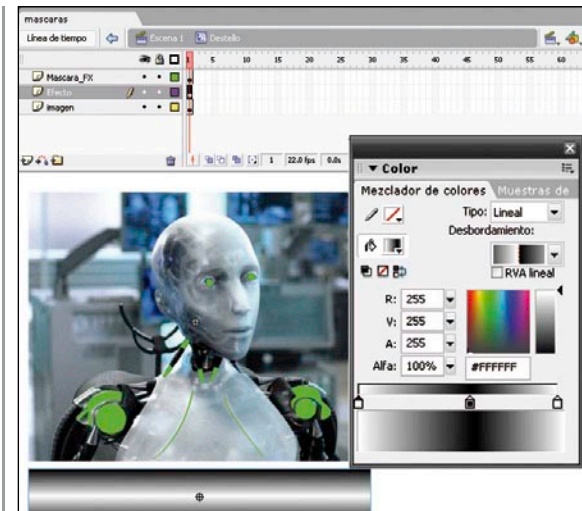 mascaras
Línea de tiempo Escena 1 Destello
1 5 10 15 20 25 30 35 40 45 50 55 60
Mascara_FX
Efecto
Imagen
1 22.0 fps 0.0s
Color
Mezclador de colores Muestras de
Tipo: Lineal
Desbordamiento:
RVA lineal
R: 255
V: 255
A: 255
Alfa: 100% #FFFFFF